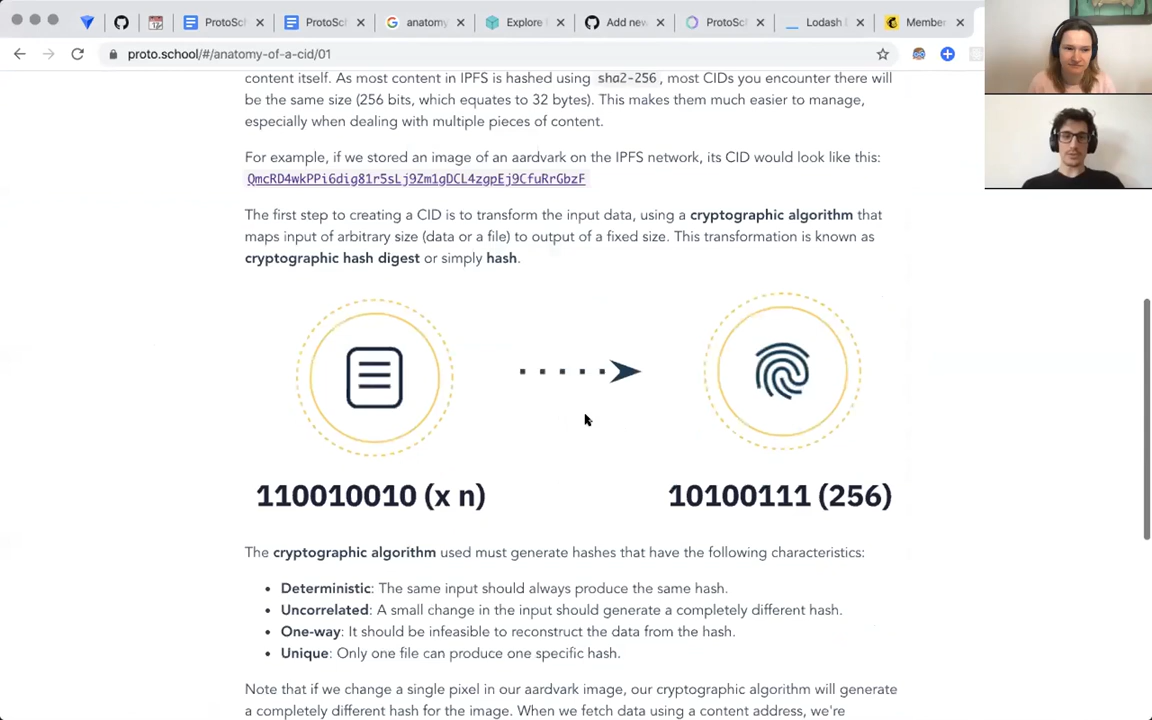 ProtoSch
ProtoSch
anatomy
Explore
Add new
ProtoSc
Lodash D
Member
proto.school/#/anatomy-of-a-cid/01
content itself. As most content in IPFS is hashed using sha2-256, most CIDs you encounter there will
be the same size (256 bits, which equates to 32 bytes). This makes them much easier to manage,
especially when dealing with multiple pieces of content.
For example, if we stored an image of an aardvark on the IPFS network, its CID would look like this:
QmcRD4wkPPi6dig81r5sLj9Zm1gDCL4zgpEj9CfuRrGbzF
The first step to creating a CID is to transform the input data, using a cryptographic algorithm that
maps input of arbitrary size (data or a file) to output of a fixed size. This transformation is known as
cryptographic hash digest or simply hash.
110010010 (x n)
10100111 (256)
The cryptographic algorithm used must generate hashes that have the following characteristics:
• Deterministic: The same input should always produce the same hash.
• Uncorrelated: A small change in the input should generate a completely different hash.
• One-way: It should be infeasible to reconstruct the data from the hash.
• Unique: Only one file can produce one specific hash.
Note that if we change a single pixel in our aardvark image, our cryptographic algorithm will generate
a completely different hash for the image. When we fetch data using a content address, we're